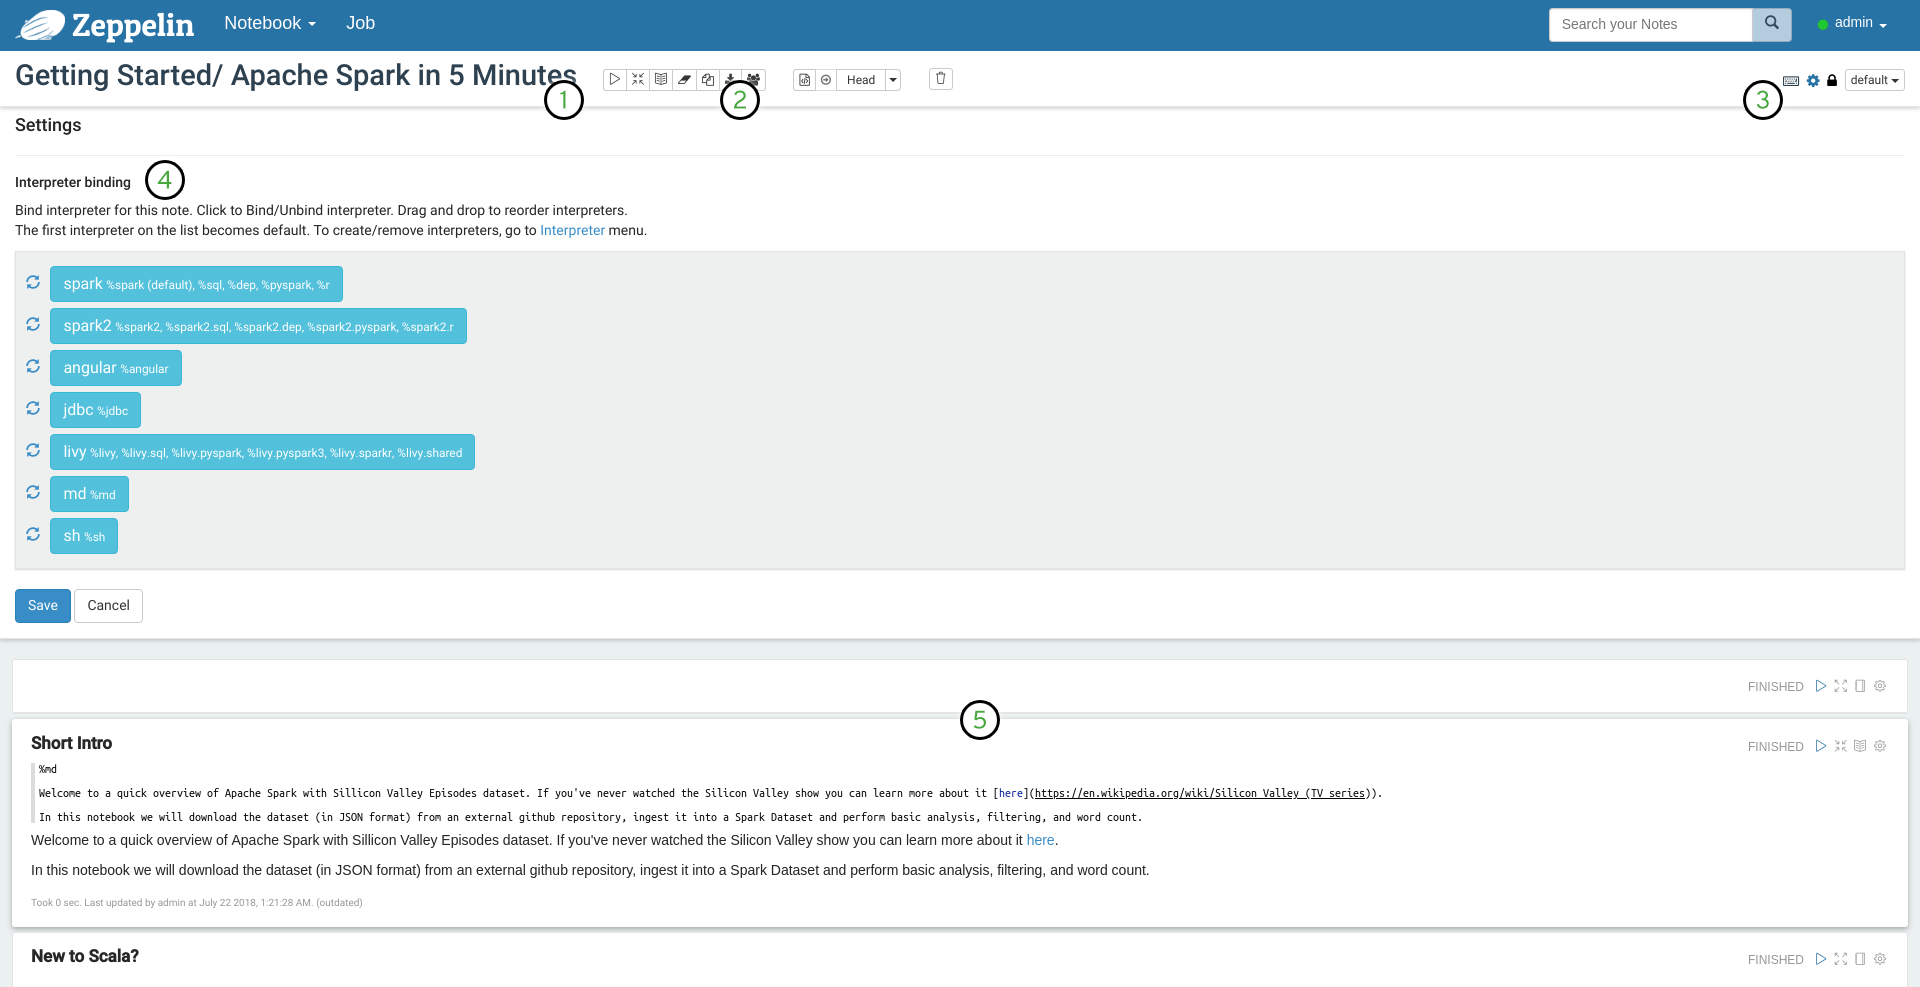 Zeppelin Notebook Job Search your Notes admin
Getting Started/ Apache Spark in 5 Minutes Head default
1 2 3
Settings
Interpreter binding 4
Bind interpreter for this note. Click to Bind/Unbind interpreter. Drag and drop to reorder interpreters.
The first interpreter on the list becomes default. To create/remove interpreters, go to Interpreter menu.
spark %spark (default), %sql, %dep, %pyspark, %r
spark2 %spark2, %spark2.sql, %spark2.dep, %spark2.pyspark, %spark2.r
angular %angular
jdbc %jdbc
livy %livy, %livy.sql, %livy.pyspark, %livy.pyspark3, %livy.sparkr, %livy.shared
md %md
sh %sh
Save Cancel
FINISHED
5
Short Intro FINISHED
%md
Welcome to a quick overview of Apache Spark with Sillicon Valley Episodes dataset. If you've never watched the Silicon Valley show you can learn more about it [here](https://en.wikipedia.org/wiki/Silicon_Valley_(TV_series)).
In this notebook we will download the dataset (in JSON format) from an external github repository, ingest it into a Spark Dataset and perform basic analysis, filtering, and word count.
Welcome to a quick overview of Apache Spark with Sillicon Valley Episodes dataset. If you've never watched the Silicon Valley show you can learn more about it here.
In this notebook we will download the dataset (in JSON format) from an external github repository, ingest it into a Spark Dataset and perform basic analysis, filtering, and word count.
Took 0 sec. Last updated by admin at July 22 2018, 1:21:28 AM. (outdated)
New to Scala? FINISHED